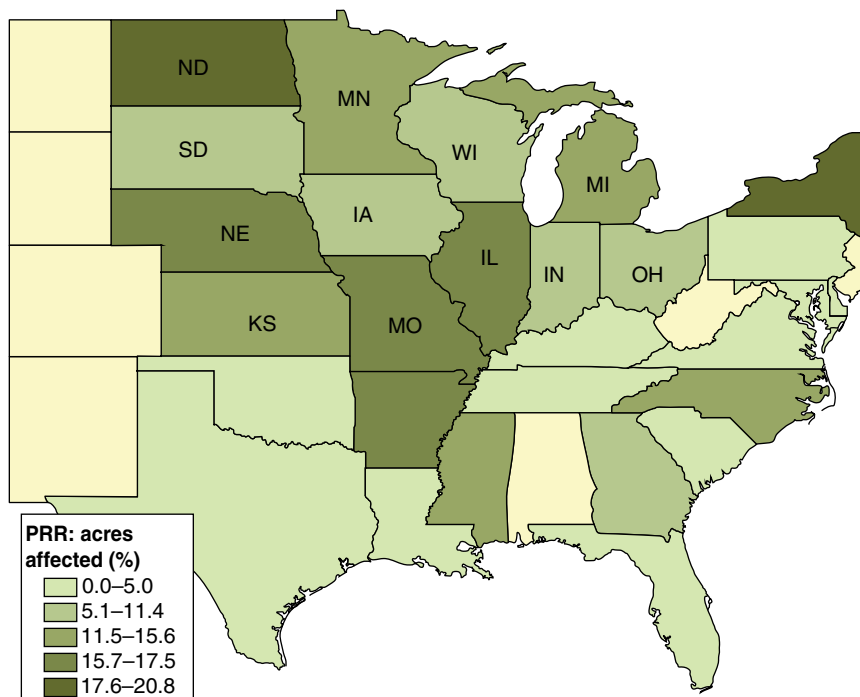 ND
MN
SD
WI
MI
IA
NE
IL
IN
OH
KS
MO
PRR: acres
affected (%)
0.0–5.0
5.1–11.4
11.5–15.6
15.7–17.5
17.6–20.8